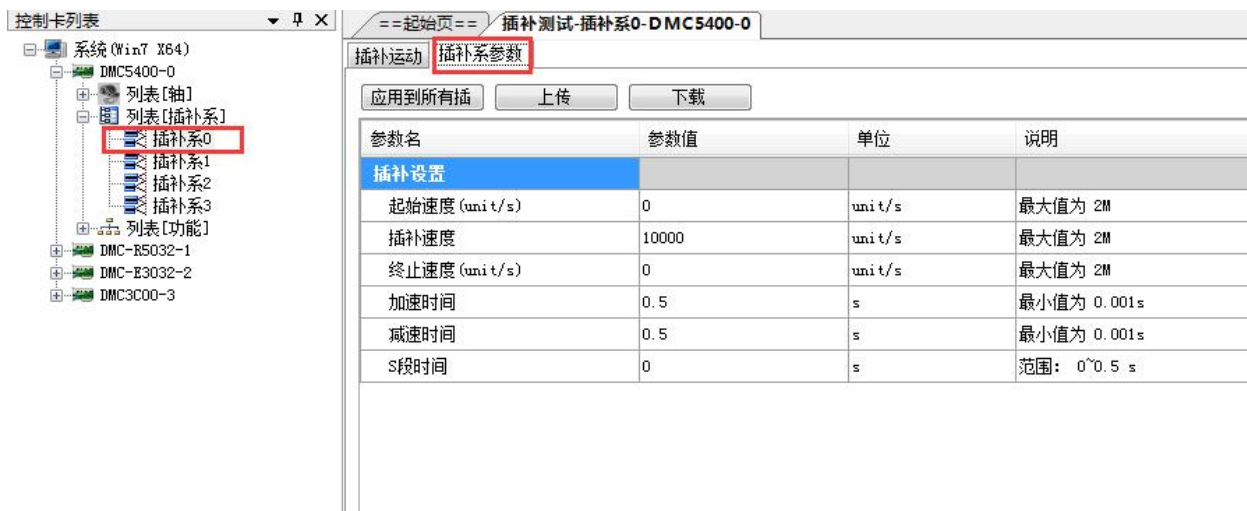 控制卡列表
系统(Win7 X64)
DMC5400-0
列表[轴]
列表[插补系]
插补系0
插补系1
插补系2
插补系3
列表[功能]
DMC-R5032-1
DMC-E3032-2
DMC3C00-3
==起始页== 插补测试-插补系0-DMC5400-0
插补运动 插补系参数
应用到所有插 上传 下载
参数名 参数值 单位 说明
插补设置
起始速度(unit/s) 0 unit/s 最大值为 2M
插补速度 10000 unit/s 最大值为 2M
终止速度(unit/s) 0 unit/s 最大值为 2M
加速时间 0.5 s 最小值为 0.001s
减速时间 0.5 s 最小值为 0.001s
S段时间 0 s 范围: 0~0.5 s